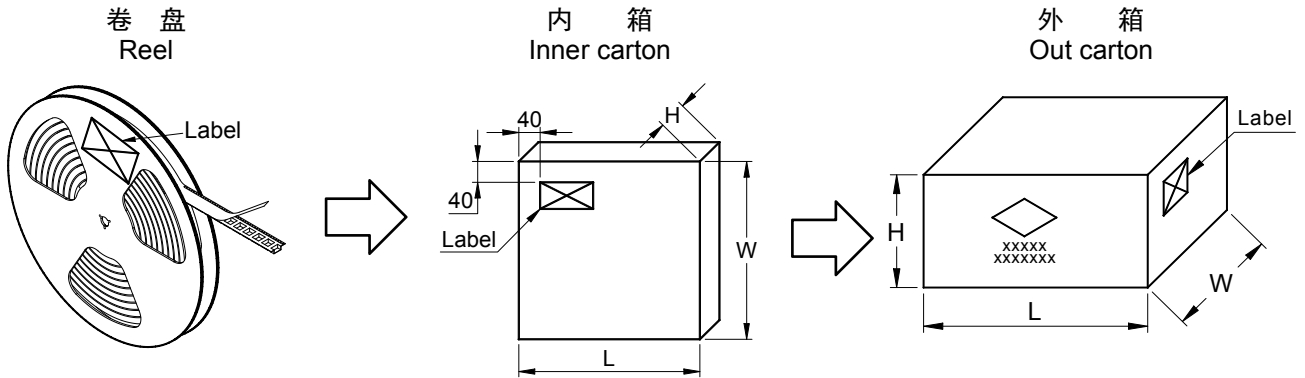 卷 盘
Reel
Label
内 箱
Inner carton
40
H
40
Label
W
L
外 箱
Out carton
Label
H
xxxxx
xxxxxxx
W
L